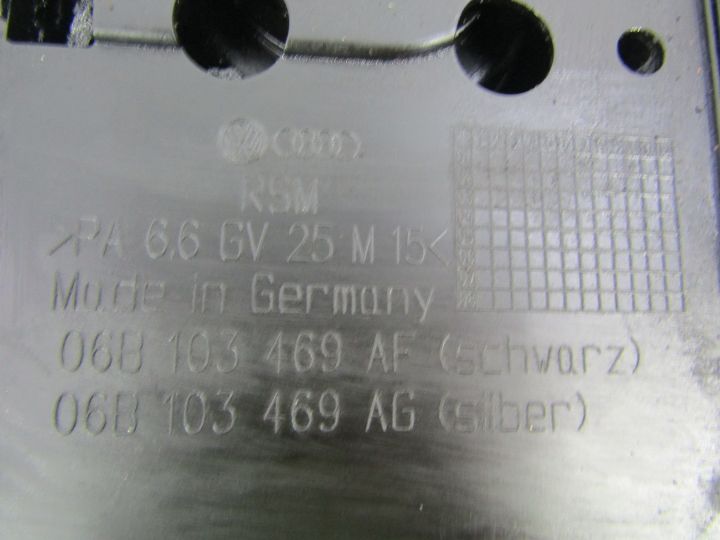 RSM
>PA 6.6 GV 25 M 15<
Made in Germany
06B 103 469 AF (schwarz)
06B 103 469 AG (silber)